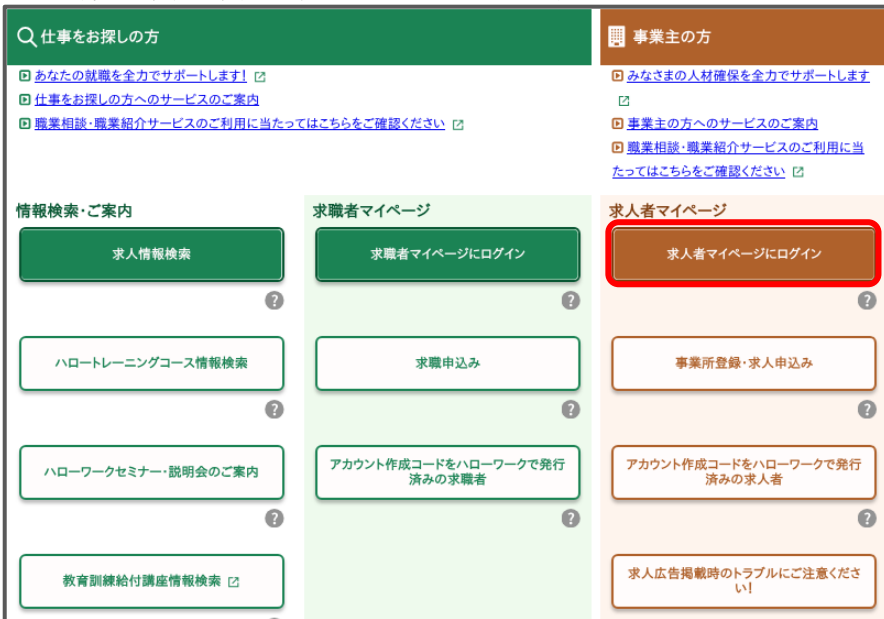 仕事をお探しの方
あなたの就職を全力でサポートします!
仕事をお探しの方へのサービスのご案内
職業相談・職業紹介サービスのご利用に当たってはこちらをご確認ください
事業主の方
みなさまの人材確保を全力でサポートします
事業主の方へのサービスのご案内
職業相談・職業紹介サービスのご利用に当
たってはこちらをご確認ください
情報検索・ご案内
求人情報検索
?
ハロートレーニングコース情報検索
?
ハローワークセミナー・説明会のご案内
?
教育訓練給付講座情報検索
求職者マイページ
求職者マイページにログイン
?
求職申込み
?
アカウント作成コードをハローワークで発行
済みの求職者
?
求人者マイページ
求人者マイページにログイン
?
事業所登録・求人申込み
?
アカウント作成コードをハローワークで発行
済みの求人者
?
求人広告掲載時のトラブルにご注意くださ
い!